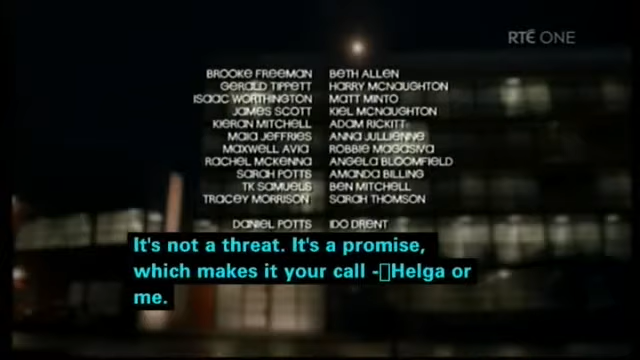 RTÉ ONE
BROOKE FREEMAN BETH ALLEN
GERALD TIPPETT HARRY MCNAUGHTON
ISAAC WORTHINGTON MATT MINTO
JAMES SCOTT KIEL MCNAUGHTON
KIERAN MITCHELL ADAM RICKITT
MAIA JEFFRIES ANNA JULLIENNE
MAXWELL AVIA ROBBIE MAGASIVA
RACHEL MCKENNA ANGELA BLOOMFIELD
SARAH POTTS AMANDA BILLING
TK SAMUELS BEN MITCHELL
TRACEY MORRISON SARAH THOMSON
DANIEL POTTS IDO DRENT
It's not a threat. It's a promise,
which makes it your call -▯Helga or
me.